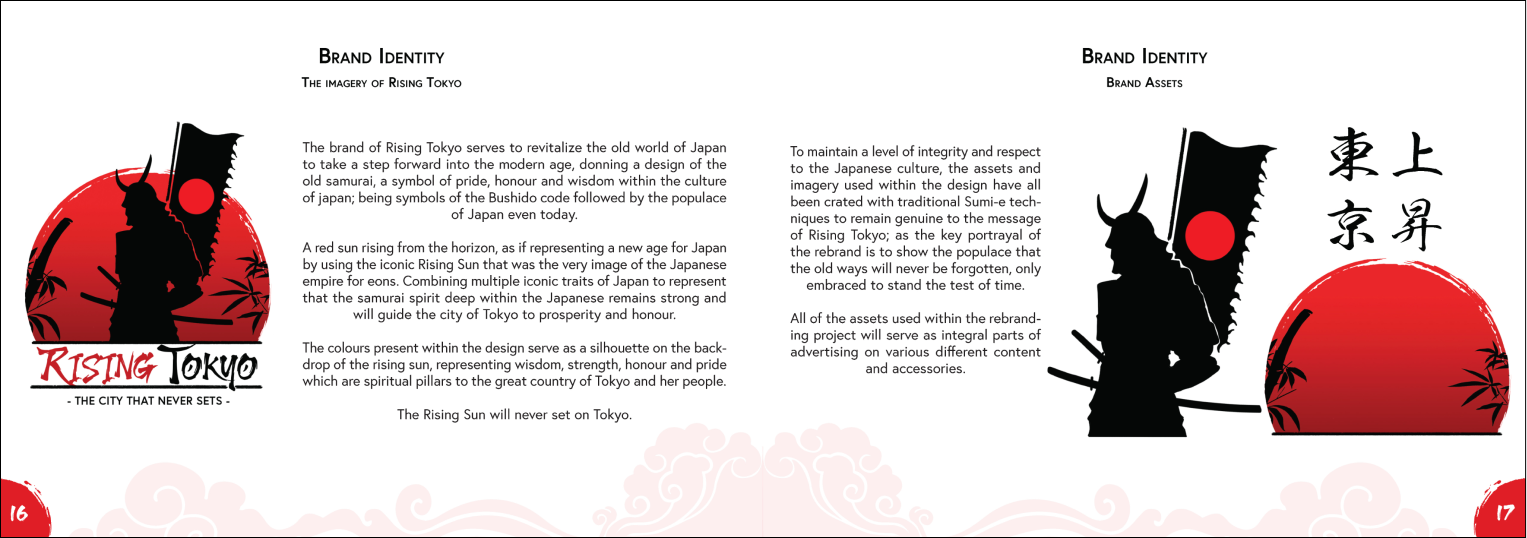 Brand Identity
The imagery of Rising Tokyo
The brand of Rising Tokyo serves to revitalize the old world of Japan
to take a step forward into the modern age, donning a design of the
old samurai, a symbol of pride, honour and wisdom within the culture
of japan; being symbols of the Bushido code followed by the populace
of Japan even today.
A red sun rising from the horizon, as if representing a new age for Japan
by using the iconic Rising Sun that was the very image of the Japanese
empire for eons. Combining multiple iconic traits of Japan to represent
that the samurai spirit deep within the Japanese remains strong and
will guide the city of Tokyo to prosperity and honour.
The colours present within the design serve as a silhouette on the back-
drop of the rising sun, representing wisdom, strength, honour and pride
which are spiritual pillars to the great country of Tokyo and her people.
The Rising Sun will never set on Tokyo.
Rising Tokyo
- THE CITY THAT NEVER SETS -
16
Brand Identity
Brand Assets
To maintain a level of integrity and respect
to the Japanese culture, the assets and
imagery used within the design have all
been crated with traditional Sumi-e tech-
niques to remain genuine to the message
of Rising Tokyo; as the key portrayal of
the rebrand is to show the populace that
the old ways will never be forgotten, only
embraced to stand the test of time.
All of the assets used within the rebrand-
ing project will serve as integral parts of
advertising on various different content
and accessories.
上昇
東京
17